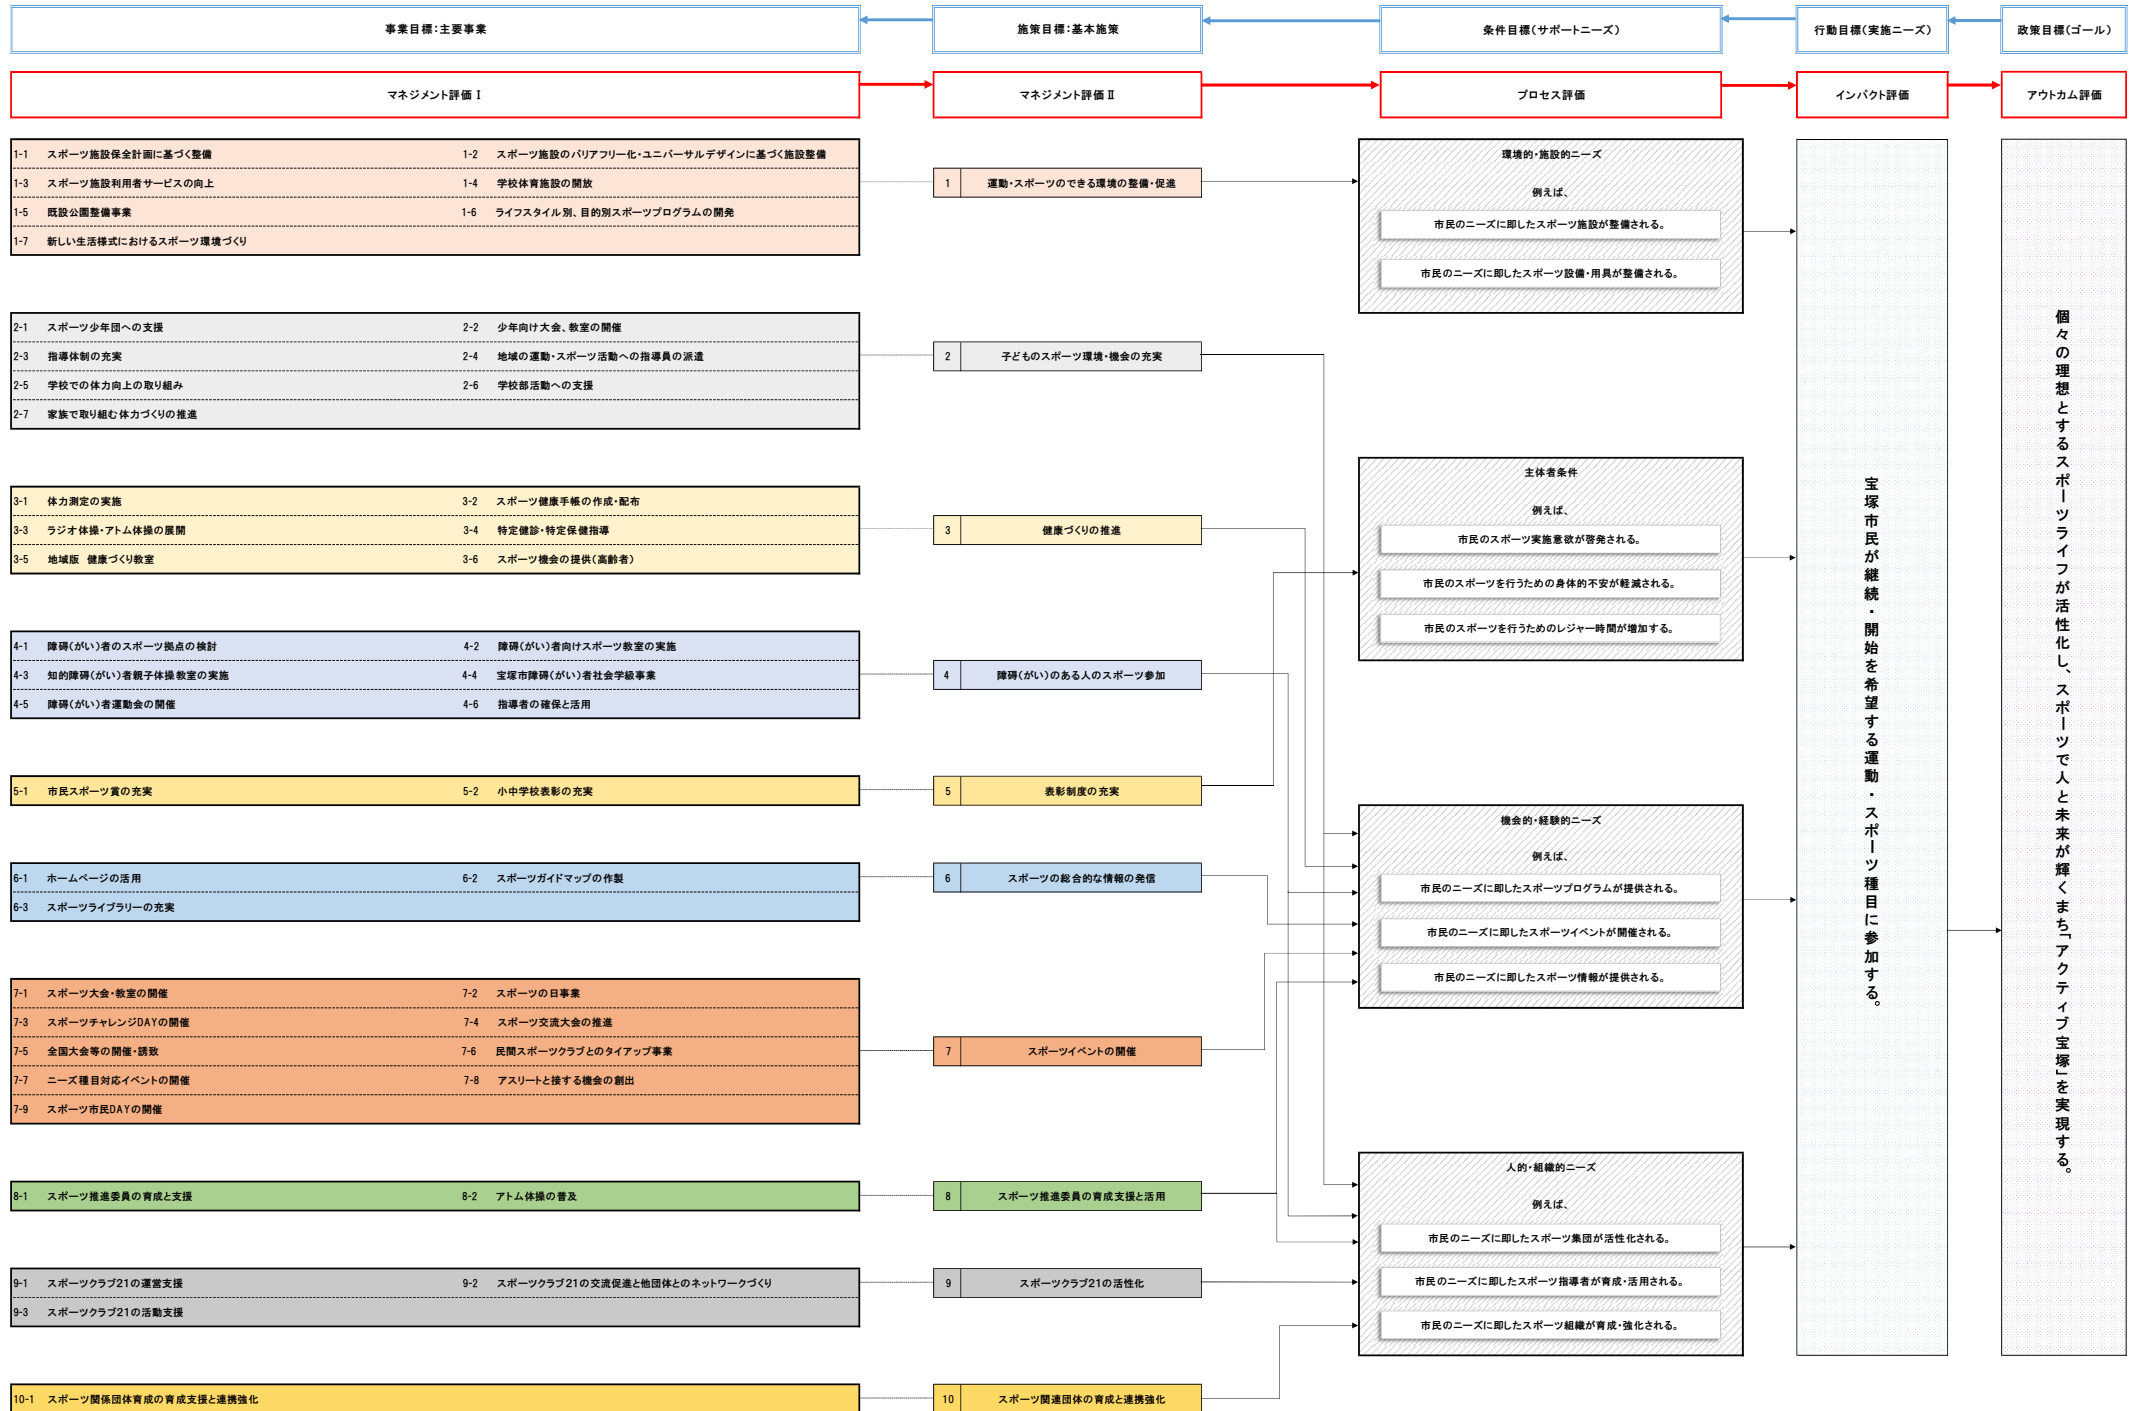 事業目標：主要事業
施策目標：基本施策
条件目標（サポートニーズ）
行動目標（実施ニーズ）
政策目標（ゴール）
マネジメント評価Ⅰ
マネジメント評価Ⅱ
プロセス評価
インパクト評価
アウトカム評価
1-1 スポーツ施設保全計画に基づく整備
1-2 スポーツ施設のバリアフリー化・ユニバーサルデザインに基づく施設整備
1-3 スポーツ施設利用者サービスの向上
1-4 学校体育施設の開放
1-5 既設公園整備事業
1-6 ライフスタイル別、目的別スポーツプログラムの開発
1-7 新しい生活様式におけるスポーツ環境づくり
1 運動・スポーツのできる環境の整備・促進
2-1 スポーツ少年団への支援
2-2 少年向け大会、教室の開催
2-3 指導体制の充実
2-4 地域の運動・スポーツ活動への指導員の派遣
2-5 学校での体力向上の取り組み
2-6 学校部活動への支援
2-7 家族で取り組む体力づくりの推進
2 子どものスポーツ環境・機会の充実
3-1 体力測定の実施
3-2 スポーツ健康手帳の作成・配布
3-3 ラジオ体操・アトム体操の展開
3-4 特定健診・特定保健指導
3-5 地域版 健康づくり教室
3-6 スポーツ機会の提供（高齢者）
3 健康づくりの推進
4-1 障碍（がい）者のスポーツ拠点の検討
4-2 障碍（がい）者向けスポーツ教室の実施
4-3 知的障碍（がい）者親子体操教室の実施
4-4 宝塚市障碍（がい）者社会学級事業
4-5 障碍（がい）者運動会の開催
4-6 指導者の確保と活用
4 障碍（がい）のある人のスポーツ参加
5-1 市民スポーツ賞の充実
5-2 小中学校表彰の充実
5 表彰制度の充実
6-1 ホームページの活用
6-2 スポーツガイドマップの作製
6-3 スポーツライブラリーの充実
6 スポーツの総合的な情報の発信
7-1 スポーツ大会・教室の開催
7-2 スポーツの日事業
7-3 スポーツチャレンジDAYの開催
7-4 スポーツ交流大会の推進
7-5 全国大会等の開催・誘致
7-6 民間スポーツクラブとのタイアップ事業
7-7 ニーズ種目対応イベントの開催
7-8 アスリートと接する機会の創出
7-9 スポーツ市民DAYの開催
7 スポーツイベントの開催
8-1 スポーツ推進委員の育成と支援
8-2 アトム体操の普及
8 スポーツ推進委員の育成支援と活用
9-1 スポーツクラブ21の運営支援
9-2 スポーツクラブ21の交流促進と他団体とのネットワークづくり
9-3 スポーツクラブ21の活動支援
9 スポーツクラブ21の活性化
10-1 スポーツ関係団体育成の育成支援と連携強化
10 スポーツ関連団体の育成と連携強化
環境的・施設的ニーズ
例えば、
市民のニーズに即したスポーツ施設が整備される。
市民のニーズに即したスポーツ設備・用具が整備される。
主体者条件
例えば、
市民のスポーツ実施意欲が啓発される。
市民のスポーツを行うための身体的不安が軽減される。
市民のスポーツを行うためのレジャー時間が増加する。
機会的・経験的ニーズ
例えば、
市民のニーズに即したスポーツプログラムが提供される。
市民のニーズに即したスポーツイベントが開催される。
市民のニーズに即したスポーツ情報が提供される。
人的・組織的ニーズ
例えば、
市民のニーズに即したスポーツ集団が活性化される。
市民のニーズに即したスポーツ指導者が育成・活用される。
市民のニーズに即したスポーツ組織が育成・強化される。
宝塚市民が継続・開始を希望する運動・スポーツ種目に参加する。
個々の理想とするスポーツライフが活性化し、スポーツで人と未来が輝くまち「アクティブ宝塚」を実現する。